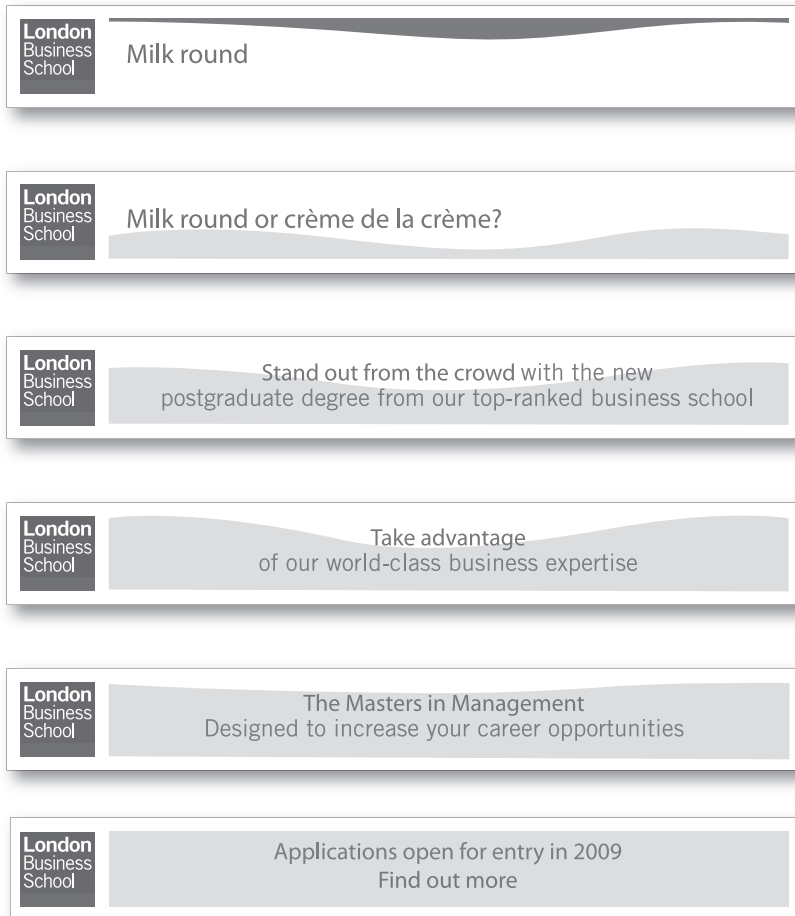 London
Business
School
Milk round
London
Business
School
Milk round or crème de la crème?
London
Business
School
Stand out from the crowd with the new
postgraduate degree from our top-ranked business school
London
Business
School
Take advantage
of our world-class business expertise
London
Business
School
The Masters in Management
Designed to increase your career opportunities
London
Business
School
Applications open for entry in 2009
Find out more